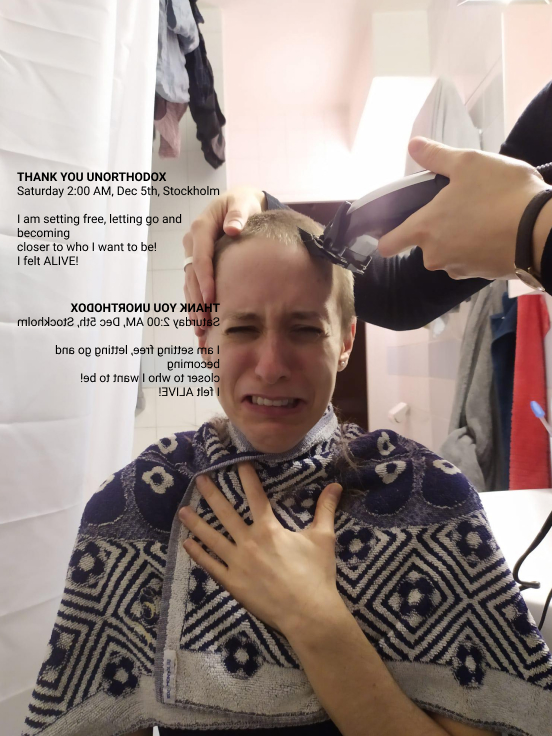 THANK YOU UNORTHODOX
Saturday 2:00 AM, Dec 5th, Stockholm
I am setting free, letting go and
becoming
closer to who I want to be!
I felt ALIVE!
THANK YOU UNORTHODOX
Saturday 2:00 AM, Dec 5th, Stockholm
I am setting free, letting go and
becoming
closer to who I want to be!
I felt ALIVE!